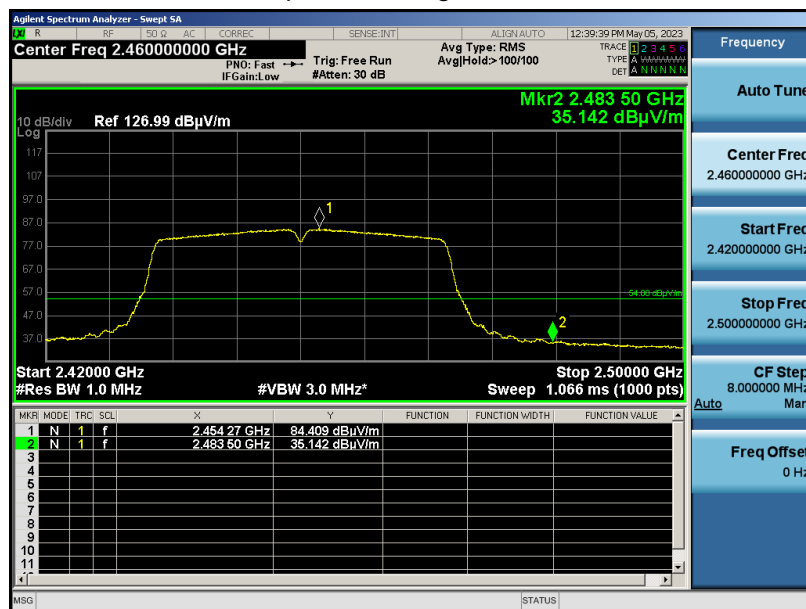 Agilent Spectrum Analyzer - Swept SA
LXI R RF 50 Ω AC CORREC SENSE:INT ALIGN AUTO 12:39:39 PM May 05, 2023
Center Freq 2.460000000 GHz Avg Type: RMS TRACE 1 2 3 4 5 6
PNO: Fast Trig: Free Run Avg|Hold:>100/100 TYPE A WWWWW
IFGain:Low #Atten: 30 dB DET A N N N N N
Mkr2 2.483 50 GHz
10 dB/div Ref 126.99 dBµV/m 35.142 dBµV/m
Log
117
107
97.0
1
87.0
77.0
67.0
57.0
54.00 dBµV/m
47.0
2
37.0
Start 2.42000 GHz Stop 2.50000 GHz
#Res BW 1.0 MHz #VBW 3.0 MHz* Sweep 1.066 ms (1000 pts)
MKR MODE TRC SCL X Y FUNCTION FUNCTION WIDTH FUNCTION VALUE
1 N 1 f 2.454 27 GHz 84.409 dBµV/m
2 N 1 f 2.483 50 GHz 35.142 dBµV/m
3
4
5
6
7
8
9
10
11
MSG STATUS
Frequency
Auto Tune
Center Freq
2.460000000 GHz
Start Freq
2.420000000 GHz
Stop Freq
2.500000000 GHz
CF Step
8.000000 MHz
Auto Man
Freq Offset
0 Hz